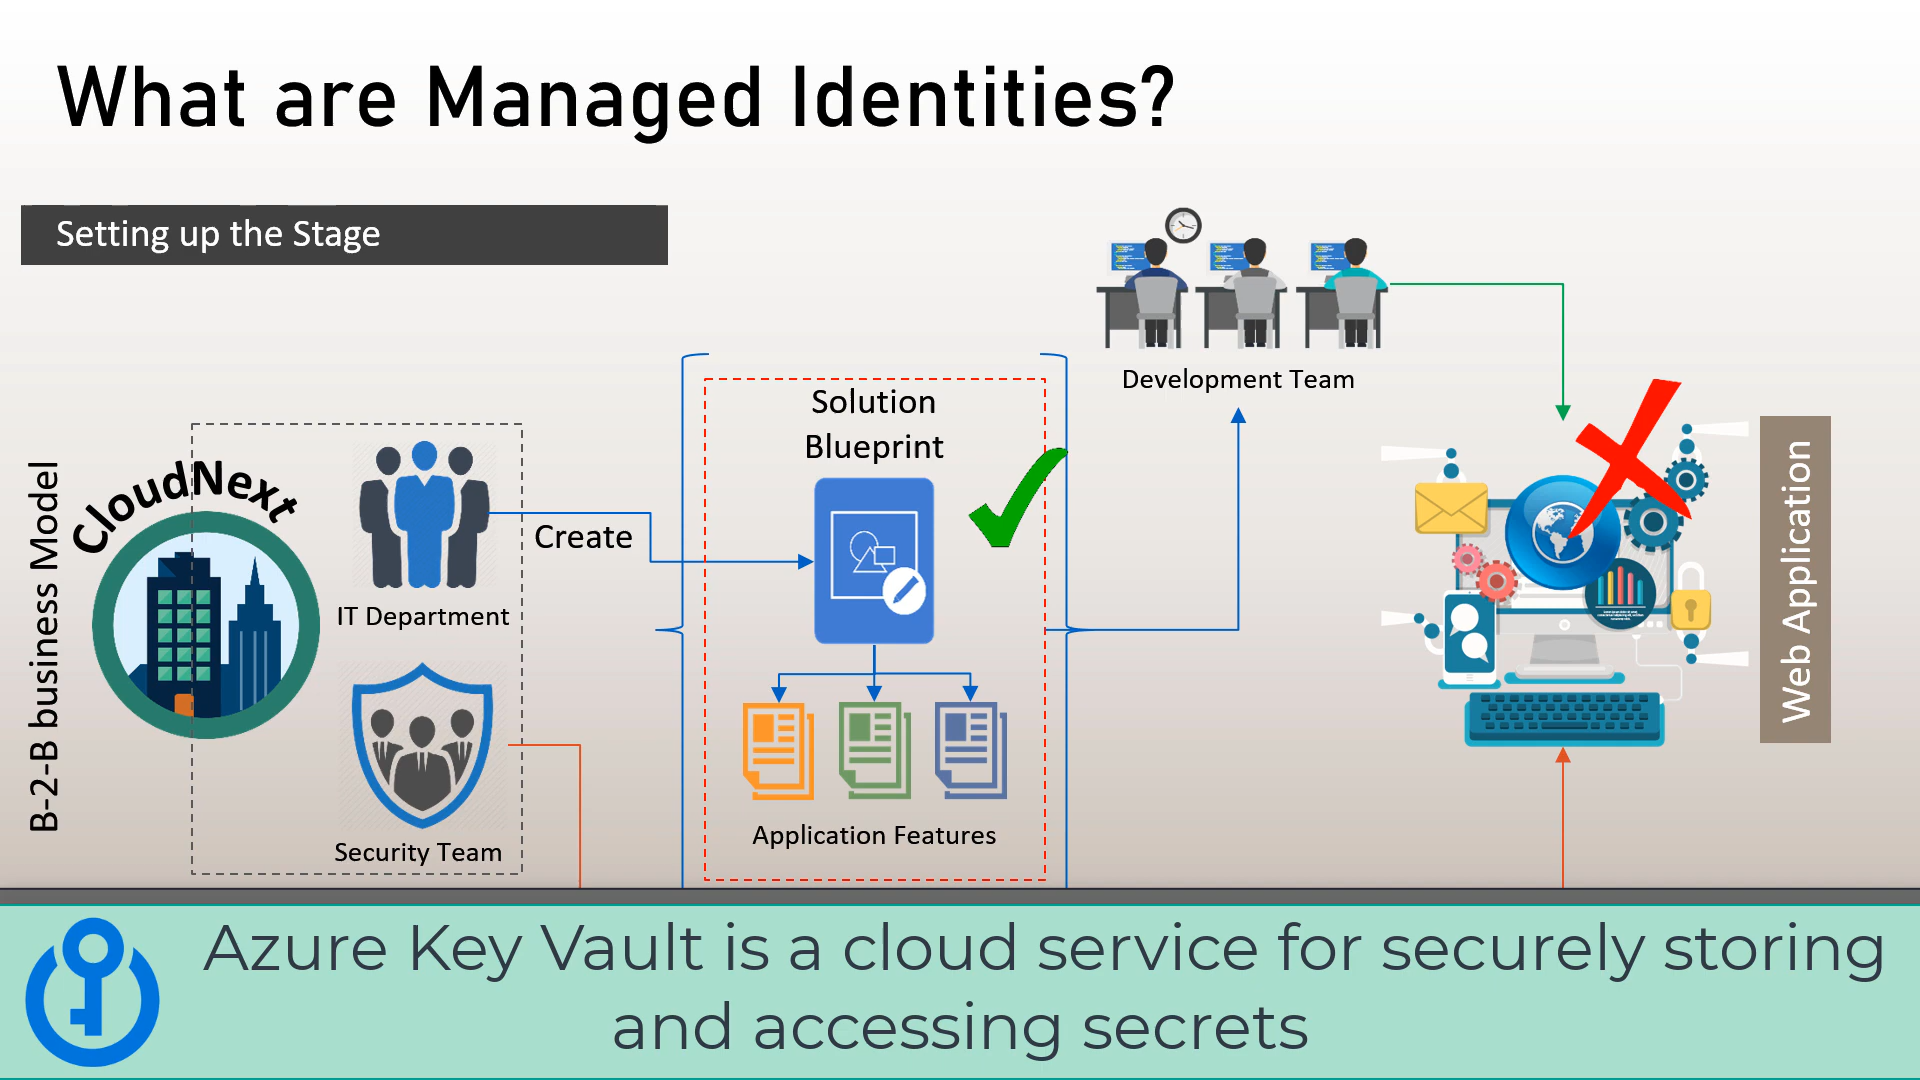 What are Managed Identities?
Setting up the Stage
Development Team
Solution
Blueprint
CloudNext
B-2-B business Model
Create
IT Department
Web Application
Application Features
Security Team
Azure Key Vault is a cloud service for securely storing
and accessing secrets